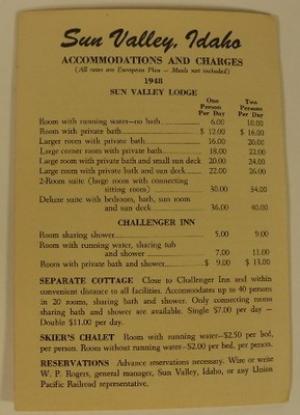 Sun Valley, Idaho
ACCOMMODATIONS AND CHARGES
(All rates are European Plan — Meals not included)
1948
SUN VALLEY LODGE
One Person Per Day Two Persons Per Day
Room with running water—no bath 6.00 10.00
Room with private bath $ 12.00 $ 16.00
Larger room with private bath 16.00 20.00
Large corner room with private bath 18.00 22.00
Large room with private bath and small sun deck 20.00 24.00
Large room with private bath and sun deck 22.00 26.00
2-Room suite (large room with connecting
sitting room) 30.00 34.00
Deluxe suite with bedroom, bath, sun room
and sun deck 36.00 40.00
CHALLENGER INN
Room sharing shower 5.00 9.00
Room with running water, sharing tub
and shower 7.00 11.00
Room with private bath and shower $ 9.00 $ 13.00
SEPARATE COTTAGE Close to Challenger Inn and within
convenient distance to all facilities. Accommodates up to 40 persons
in 20 rooms, sharing bath and shower. Only connecting rooms
sharing bath and shower are available. Single $7.00 per day —
Double $11.00 per day.
SKIER'S CHALET Room with running water—$2.50 per bed,
per person. Room without running water—$2.00 per bed, per person.
RESERVATIONS Advance reservations necessary. Wire or write
W. P. Rogers, general manager, Sun Valley, Idaho, or any Union
Pacific Railroad representative.